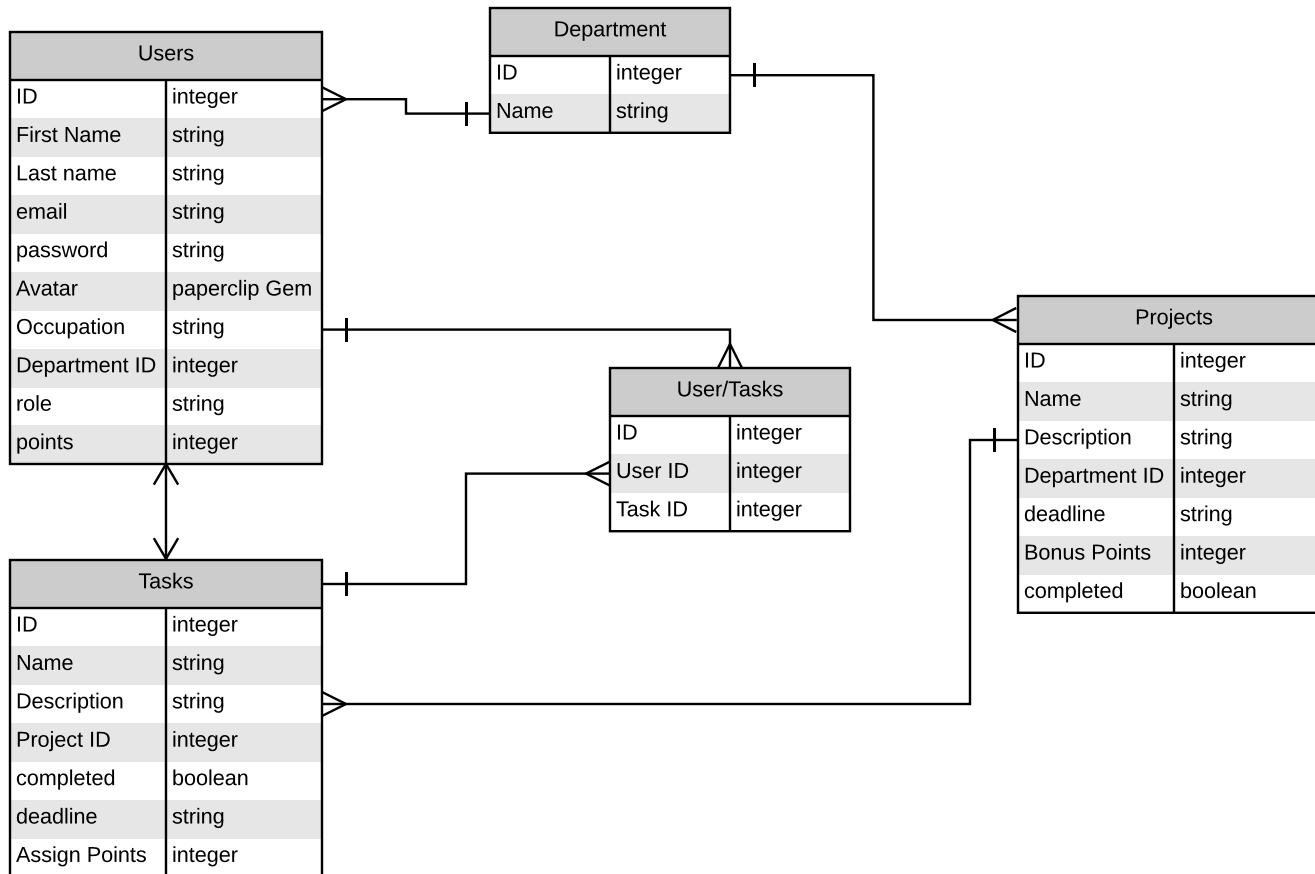 Users
ID integer
First Name string
Last name string
email string
password string
Avatar paperclip Gem
Occupation string
Department ID integer
role string
points integer
Department
ID integer
Name string
User/Tasks
ID integer
User ID integer
Task ID integer
Projects
ID integer
Name string
Description string
Department ID integer
deadline string
Bonus Points integer
completed boolean
Tasks
ID integer
Name string
Description string
Project ID integer
completed boolean
deadline string
Assign Points integer